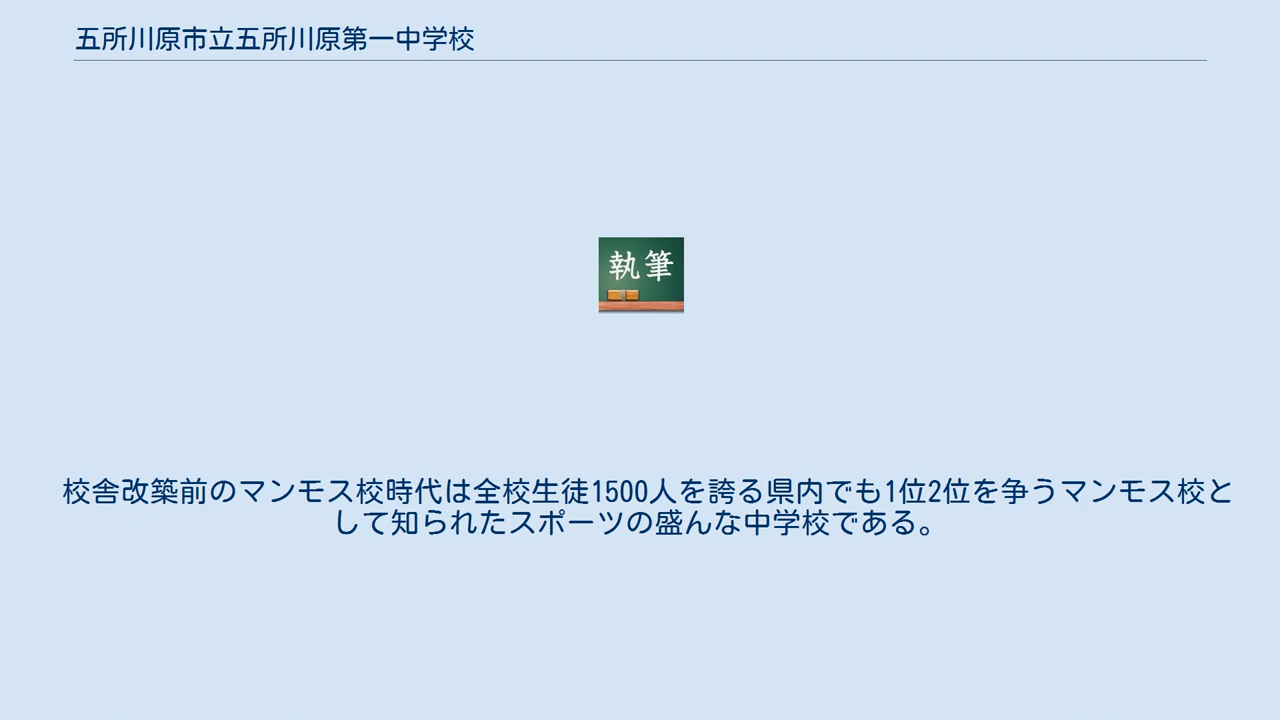 五所川原市立五所川原第一中学校
執筆
校舎改築前のマンモス校時代は全校生徒1500人を誇る県内でも1位2位を争うマンモス校と
して知られたスポーツの盛んな中学校である。